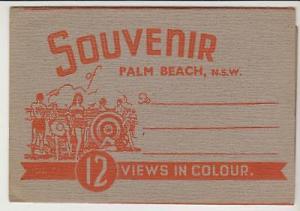 SOUVENIR
of
PALM BEACH, N.S.W.
To
12 VIEWS IN COLOUR.